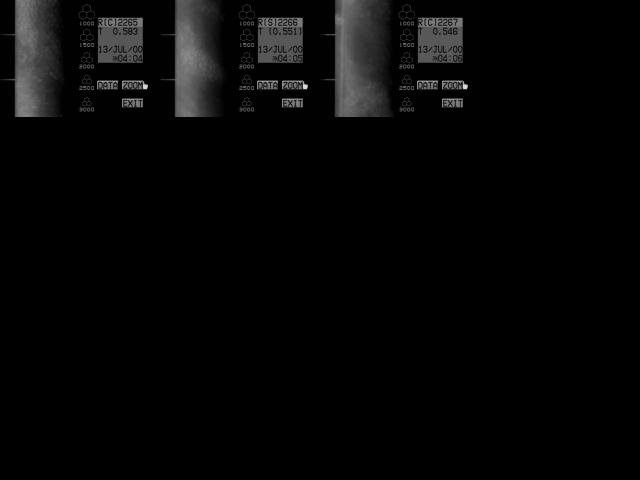 1000
R(C)2265
T 0.583
1500
13/JUL/00
04:04
2000
2500
DATA ZOOM
EXIT
3000
1000
R(S)2266
T (0.551)
1500
13/JUL/00
04:05
2000
2500
DATA ZOOM
EXIT
3000
1000
R(C)2267
T 0.546
1500
13/JUL/00
04:06
2000
2500
DATA ZOOM
EXIT
3000